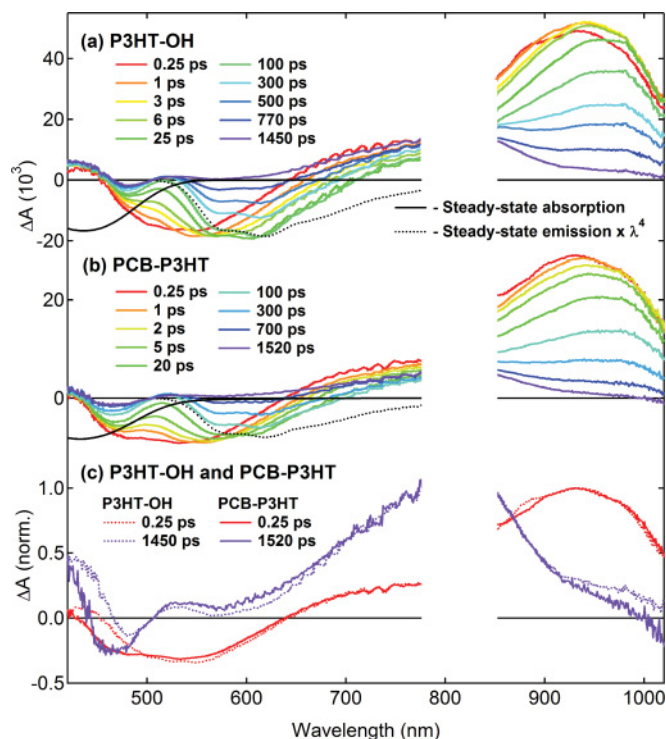 (a) P3HT-OH
0.25 ps
1 ps
3 ps
6 ps
25 ps
100 ps
300 ps
500 ps
770 ps
1450 ps
40
20
0
-20
ΔA (10³)
- Steady-state absorption
- Steady-state emission x λ⁴
(b) PCB-P3HT
0.25 ps
1 ps
2 ps
5 ps
20 ps
100 ps
300 ps
700 ps
1520 ps
20
0
(c) P3HT-OH and PCB-P3HT
P3HT-OH
0.25 ps
1450 ps
PCB-P3HT
0.25 ps
1520 ps
1.0
0.5
0.0
-0.5
ΔA (norm.)
500 600 700 800 900 1000
Wavelength (nm)